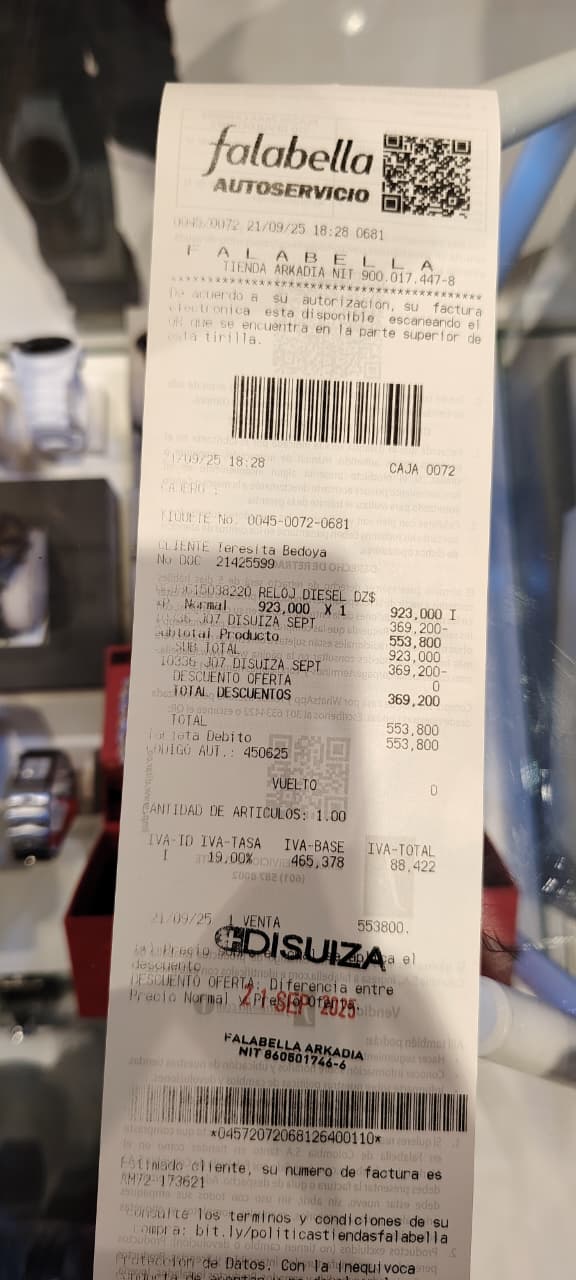 falabella
AUTOSERVICIO
0045/0072 21/09/25 18:28 0681
F A L A B E L L A
TIENDA ARKADIA NIT 900.017.447-8
****************************************
De acuerdo a su autorización, su factura
electronica esta disponible escaneando el
QR que se encuentra en la parte superior de
esta tirilla.
21/09/25 18:28 CAJA 0072
CAJERO :
TIQUETE No. 0045-0072-0681
CLIENTE Teresita Bedoya
No DOC 21425599
RELOJ DIESEL DZ$
Normal 923,000 X 1 923,000 I
10336 J07 DISUIZA SEPT 369,200-
Subtotal Producto 553,800
SUB TOTAL 923,000
10336 J07 DISUIZA SEPT 369,200-
DESCUENTO OFERTA 0
TOTAL DESCUENTOS 369,200
TOTAL 553,800
Tarjeta Debito 553,800
CODIGO AUT.: 450625
VUELTO 0
CANTIDAD DE ARTICULOS: 1.00
IVA-ID IVA-TASA IVA-BASE IVA-TOTAL
I 19,00% 465,378 88,422
21/09/25 1 VENTA 553800.
DISUIZA
descuento
DESCUENTO OFERTA: Diferencia entre
Precio Normal y Precio Oferta.
21 SEP 2025
FALABELLA ARKADIA
NIT 860501746-6
*04572072068126400110*
Estimado cliente, su numero de factura es
AM72 173621
Consulte los terminos y condiciones de su
compra: bit.ly/politicastiendasfalabella
Proteccion de Datos. Con la inequivoca